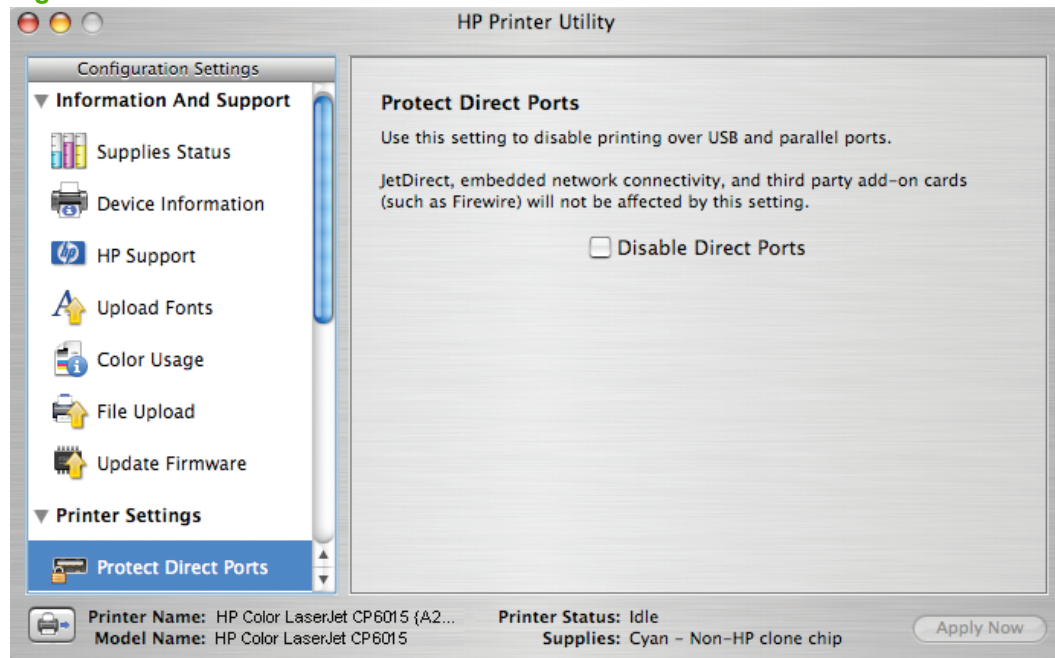 HP Printer Utility
Configuration Settings
Information And Support
Supplies Status
Device Information
HP Support
Upload Fonts
Color Usage
File Upload
Update Firmware
Printer Settings
Protect Direct Ports
Protect Direct Ports
Use this setting to disable printing over USB and parallel ports.
JetDirect, embedded network connectivity, and third party add-on cards
(such as Firewire) will not be affected by this setting.
Disable Direct Ports
Printer Name: HP Color LaserJet CP6015 {A2...
Model Name: HP Color LaserJet CP6015
Printer Status: Idle
Supplies: Cyan - Non-HP clone chip
Apply Now